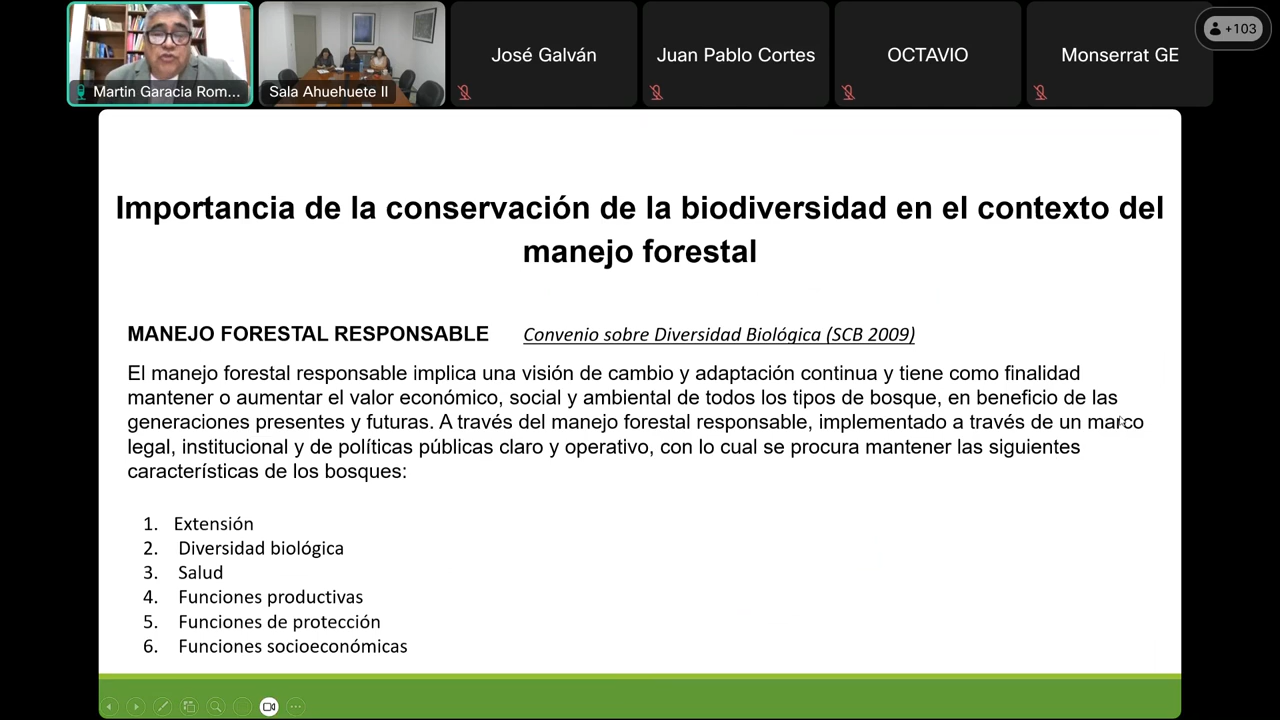 Martin Garacia Rom...
Sala Ahuehuete II
José Galván
Juan Pablo Cortes
OCTAVIO
Monserrat GE
+103
Importancia de la conservación de la biodiversidad en el contexto del
manejo forestal
MANEJO FORESTAL RESPONSABLE Convenio sobre Diversidad Biológica (SCB 2009)
El manejo forestal responsable implica una visión de cambio y adaptación continua y tiene como finalidad
mantener o aumentar el valor económico, social y ambiental de todos los tipos de bosque, en beneficio de las
generaciones presentes y futuras. A través del manejo forestal responsable, implementado a través de un marco
legal, institucional y de políticas públicas claro y operativo, con lo cual se procura mantener las siguientes
características de los bosques:
1. Extensión
2. Diversidad biológica
3. Salud
4. Funciones productivas
5. Funciones de protección
6. Funciones socioeconómicas